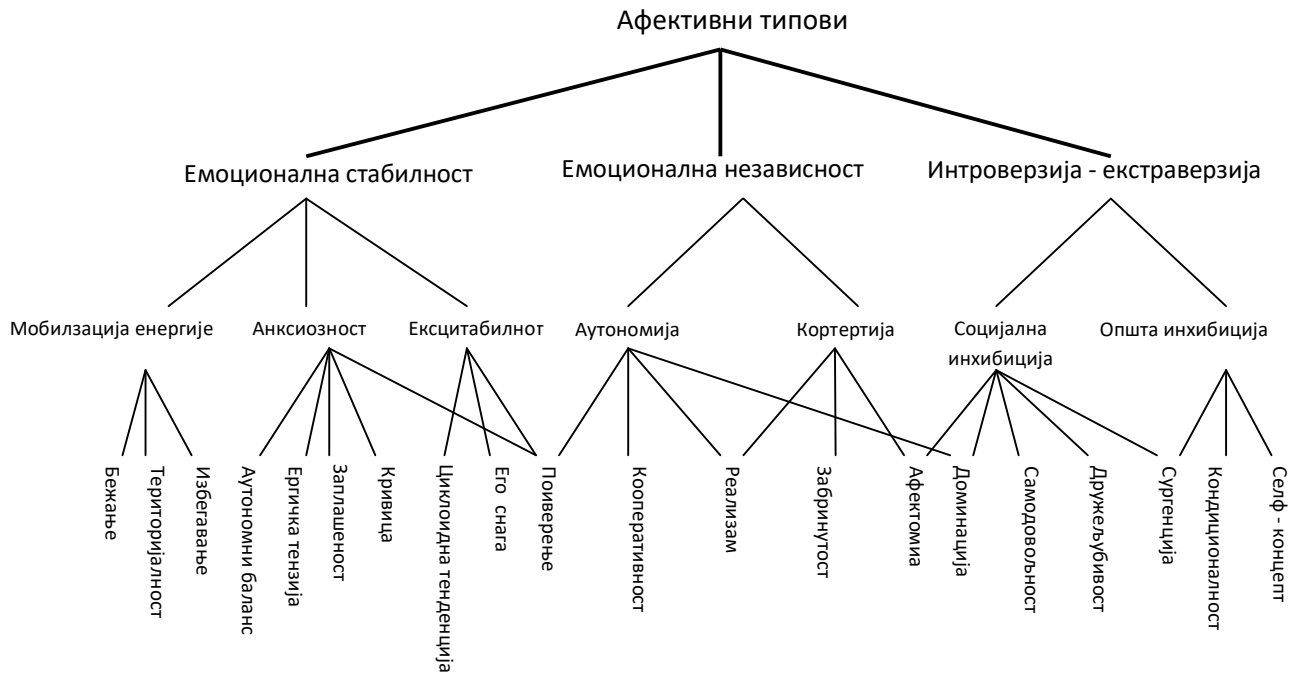 Афективни типови
Емоционална стабилност
Емоционална независност
Интроверзија - екстраверзија
Мобилзација енергије
Анксиозност
Ексцитабилнот
Аутономија
Кортертија
Социјална
инхибиција
Општа инхибиција
Бежање
Територијалност
Избегавање
Аутономни баланс
Ергичка тензија
Заплашеност
Кривица
Циклоидна тенденција
Его снага
Поиверење
Кооперативност
Реализам
Забринутост
Афектомиа
Доминација
Самодовољност
Дружељубивост
Сургенција
Кондиционалност
Селф - концепт